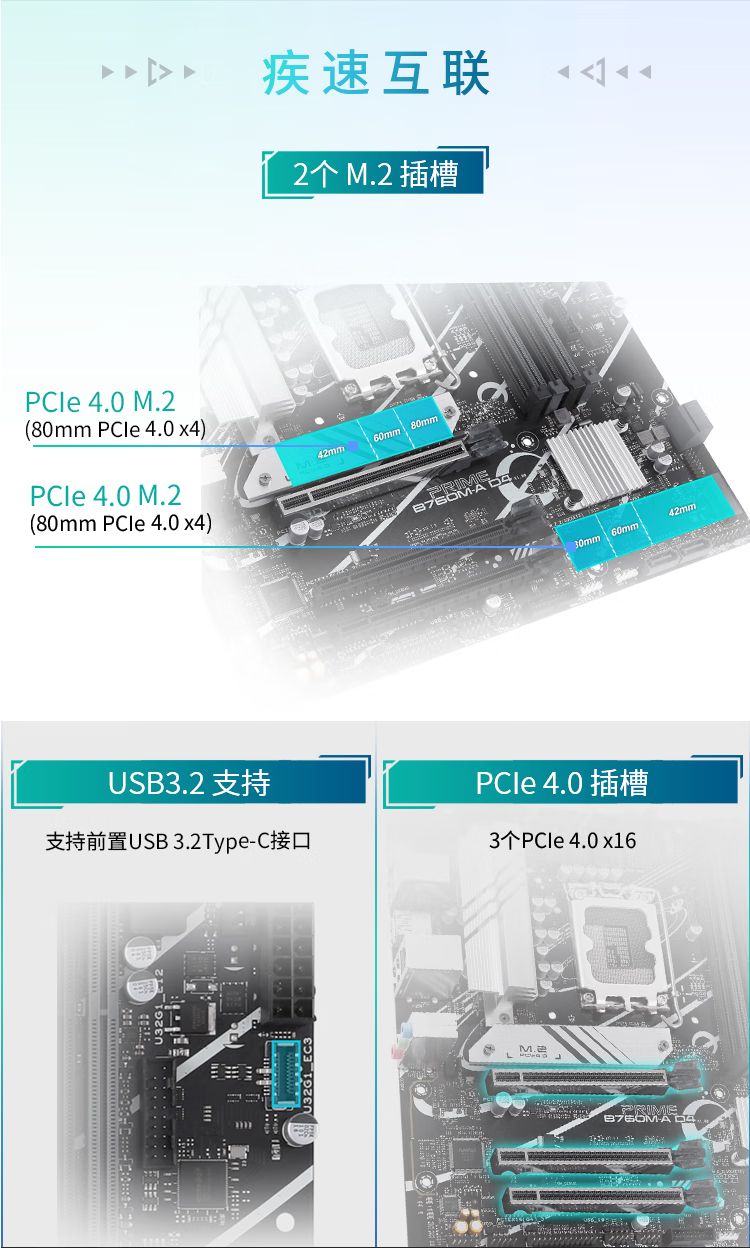 疾速互联
2个 M.2 插槽
PCIe 4.0 M.2
(80mm PCIe 4.0 x4)
42mm
60mm
80mm
PRIME
B760M-A D4
PCIe 4.0 M.2
(80mm PCIe 4.0 x4)
80mm
60mm
42mm
USB3.2 支持
支持前置USB 3.2Type-C接口
U32G1_12
U32G1_EC3
PCIe 4.0 插槽
3个PCIe 4.0 x16
M.2
PRIME
B760M-A D4